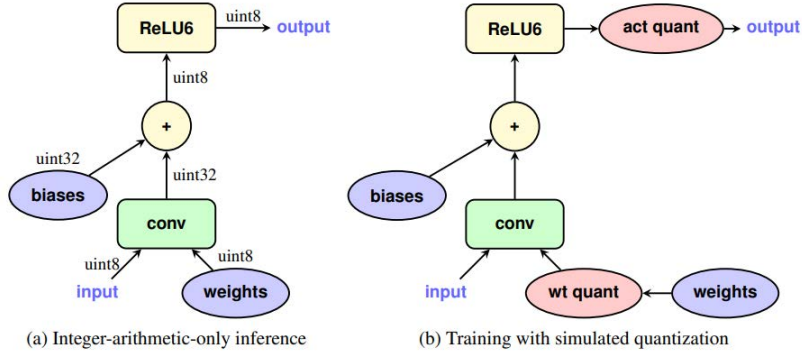 uint8
ReLU6
output
uint8
+
uint32
uint32
biases
conv
uint8
uint8
input
weights
(a) Integer-arithmetic-only inference
ReLU6
act quant
output
+
biases
conv
input
wt quant
weights
(b) Training with simulated quantization